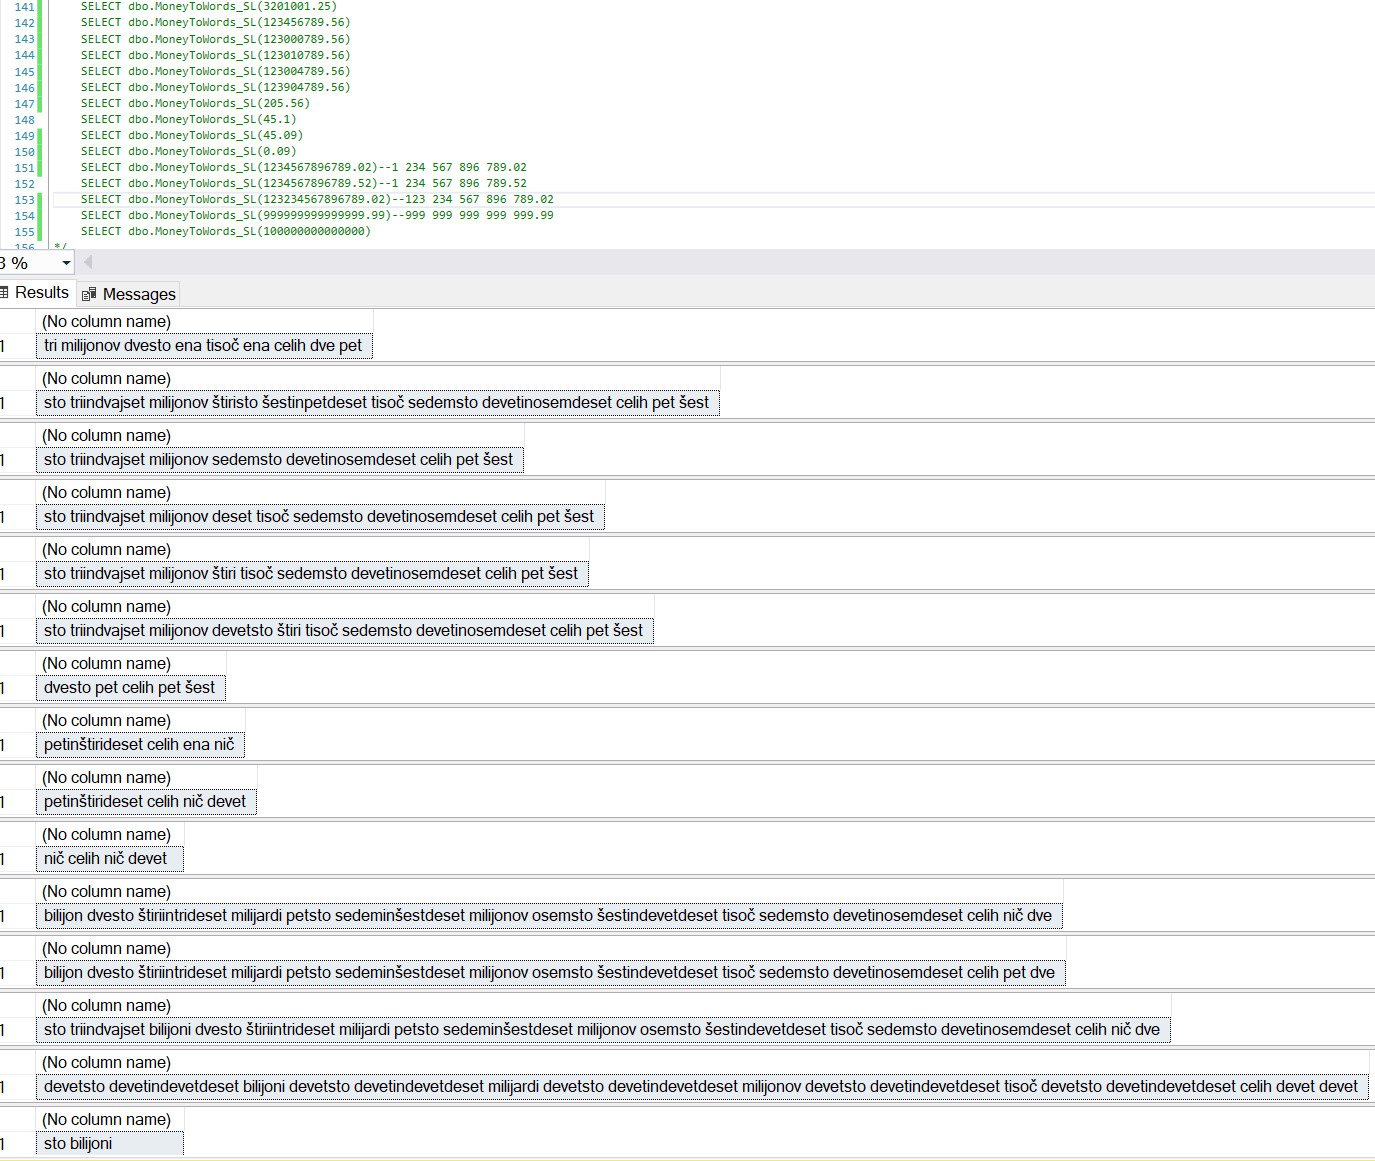 141 SELECT dbo.MoneyToWords_SL(3201001.25)
142 SELECT dbo.MoneyToWords_SL(123456789.56)
143 SELECT dbo.MoneyToWords_SL(123000789.56)
144 SELECT dbo.MoneyToWords_SL(123010789.56)
145 SELECT dbo.MoneyToWords_SL(123004789.56)
146 SELECT dbo.MoneyToWords_SL(123904789.56)
147 SELECT dbo.MoneyToWords_SL(205.56)
148 SELECT dbo.MoneyToWords_SL(45.1)
149 SELECT dbo.MoneyToWords_SL(45.09)
150 SELECT dbo.MoneyToWords_SL(0.09)
151 SELECT dbo.MoneyToWords_SL(1234567896789.02)--1 234 567 896 789.02
152 SELECT dbo.MoneyToWords_SL(1234567896789.52)--1 234 567 896 789.52
153 SELECT dbo.MoneyToWords_SL(123234567896789.02)--123 234 567 896 789.02
154 SELECT dbo.MoneyToWords_SL(999999999999999.99)--999 999 999 999 999.99
155 SELECT dbo.MoneyToWords_SL(100000000000000)
156 */
3 %
Results Messages
(No column name)
1 tri milijonov dvesto ena tisoč ena celih dve pet
(No column name)
1 sto triindvajset milijonov štiristo šestinpetdeset tisoč sedemsto devetinosemdeset celih pet šest
(No column name)
1 sto triindvajset milijonov sedemsto devetinosemdeset celih pet šest
(No column name)
1 sto triindvajset milijonov deset tisoč sedemsto devetinosemdeset celih pet šest
(No column name)
1 sto triindvajset milijonov štiri tisoč sedemsto devetinosemdeset celih pet šest
(No column name)
1 sto triindvajset milijonov devetsto štiri tisoč sedemsto devetinosemdeset celih pet šest
(No column name)
1 dvesto pet celih pet šest
(No column name)
1 petinštirideset celih ena nič
(No column name)
1 petinštirideset celih nič devet
(No column name)
1 nič celih nič devet
(No column name)
1 bilijon dvesto štiriintrideset milijardi petsto sedeminšestdeset milijonov osemsto šestindevetdeset tisoč sedemsto devetinosemdeset celih nič dve
(No column name)
1 bilijon dvesto štiriintrideset milijardi petsto sedeminšestdeset milijonov osemsto šestindevetdeset tisoč sedemsto devetinosemdeset celih pet dve
(No column name)
1 sto triindvajset bilijoni dvesto štiriintrideset milijardi petsto sedeminšestdeset milijonov osemsto šestindevetdeset tisoč sedemsto devetinosemdeset celih nič dve
(No column name)
1 devetsto devetindevetdeset bilijoni devetsto devetindevetdeset milijardi devetsto devetindevetdeset milijonov devetsto devetindevetdeset tisoč devetsto devetindevetdeset celih devet devet
(No column name)
1 sto bilijoni